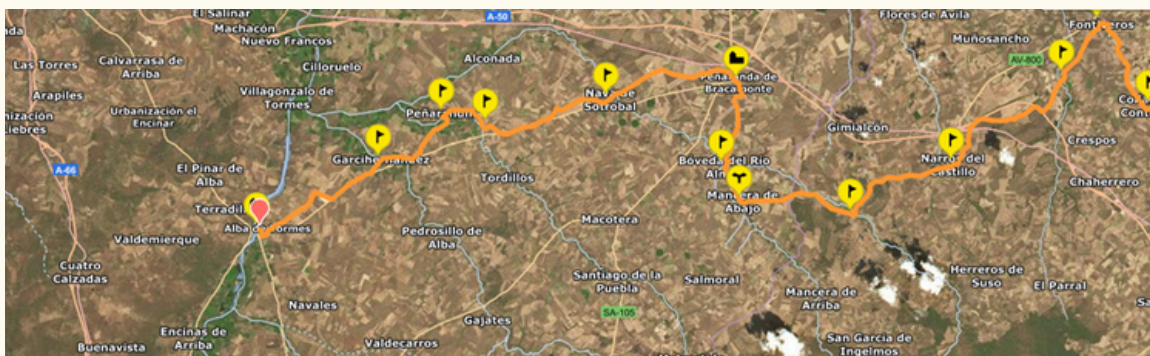 El Salinar
Machacón
A-50
Flores de Ávila
Fontiveros
Nuevo Francos
Muñosancho
Calvarrasa de
Arriba
Las Torres
Alconada
AV-800
Cilloruelo
Arapiles
Villagonzalo de
Tormes
Nava de
Sotrobal
Peñaranda de
Bracamonte
Urbanización el
Encinar
Gimialcón
Crespos
Garcihernández
Bóveda del Río
Narros del
Castillo
A-66
El Pinar de
Alba
Tordillos
Chaherrero
Mancera de
Abajo
Alba de Tormes
Macotera
Valdemierque
Pedrosillo de
Alba
Cuatro
Calzadas
Santiago de la
Puebla
Salmoral
Herreros de
Suso
El Parral
Navales
Mancera de
Arriba
SA-105
Gajates
Encinas de
Arriba
Buenavista
Valdecarros
San García de
Ingelmos